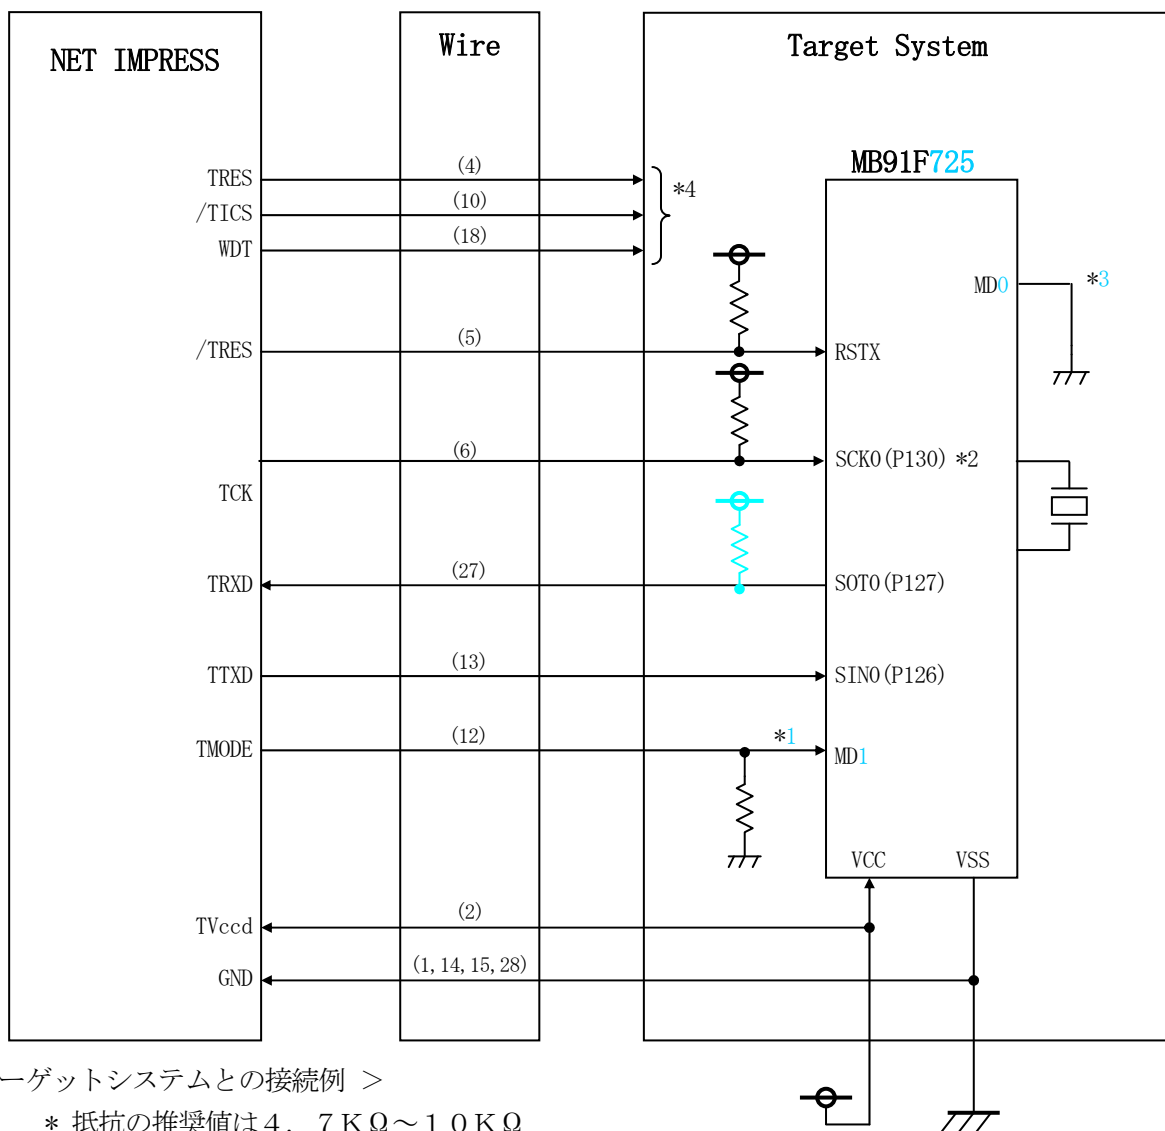 NET IMPRESS
Wire
Target System
MB91F725
TRES
(4)
*4
/TICS
(10)
WDT
(18)
MD0
*3
/TRES
(5)
RSTX
(6)
SCK0(P130) *2
TCK
TRXD
(27)
SOT0(P127)
TTXD
(13)
SIN0(P126)
TMODE
(12)
*1
MD1
VCC
VSS
TVccd
(2)
GND
(1,14,15,28)
ーゲットシステムとの接続例 >
* 抵抗の推奨値は4.7KΩ~10KΩ